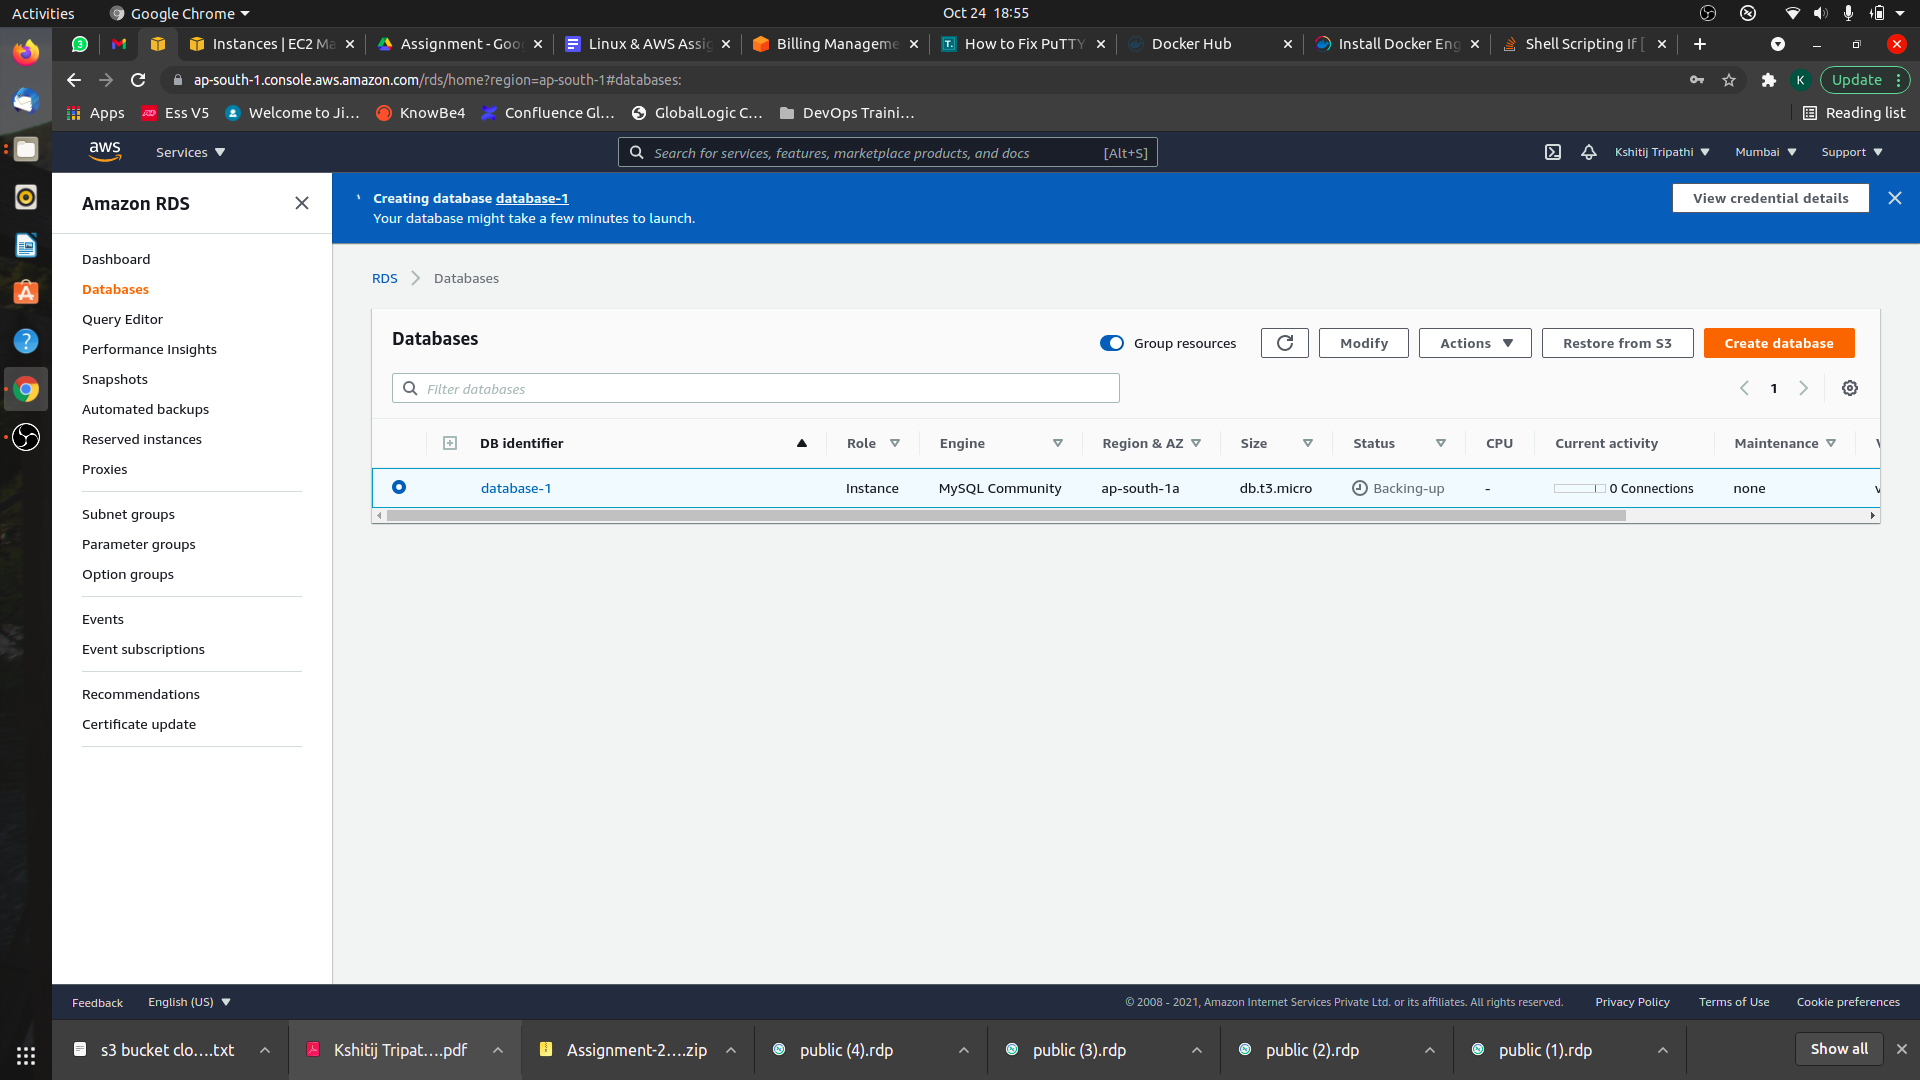 Activities
Google Chrome
Oct 24 18:55
3
Instances | EC2 Ma
Assignment - Goo
Linux & AWS Assig
Billing Manageme
How to Fix PuTTY
Docker Hub
Install Docker Eng
Shell Scripting If [
ap-south-1.console.aws.amazon.com/rds/home?region=ap-south-1#databases:
K
Update
Apps
Ess V5
Welcome to Ji...
KnowBe4
Confluence Gl...
GlobalLogic C...
DevOps Traini...
Reading list
aws
Services
Search for services, features, marketplace products, and docs
[Alt+S]
Kshitij Tripathi
Mumbai
Support
Amazon RDS
Dashboard
Databases
Query Editor
Performance Insights
Snapshots
Automated backups
Reserved instances
Proxies
Subnet groups
Parameter groups
Option groups
Events
Event subscriptions
Recommendations
Certificate update
Creating database database-1
Your database might take a few minutes to launch.
View credential details
RDS
Databases
Databases
Group resources
Modify
Actions
Restore from S3
Create database
Filter databases
1
DB identifier
Role
Engine
Region & AZ
Size
Status
CPU
Current activity
Maintenance
database-1
Instance
MySQL Community
ap-south-1a
db.t3.micro
Backing-up
-
0 Connections
none
Feedback
English (US)
© 2008 - 2021, Amazon Internet Services Private Ltd. or its affiliates. All rights reserved.
Privacy Policy
Terms of Use
Cookie preferences
s3 bucket clo....txt
Kshitij Tripat....pdf
Assignment-2....zip
public (4).rdp
public (3).rdp
public (2).rdp
public (1).rdp
Show all